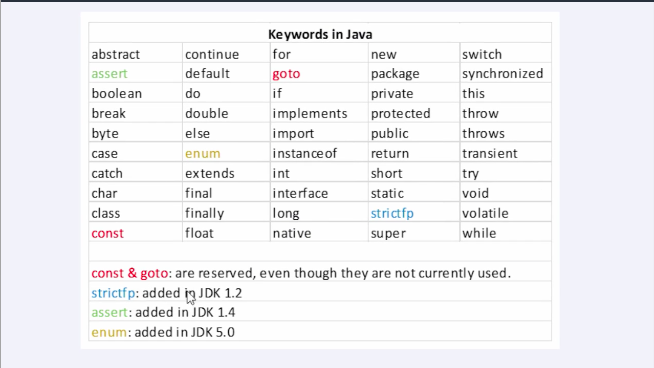 Keywords in Java
abstract continue for new switch
assert default goto package synchronized
boolean do if private this
break double implements protected throw
byte else import public throws
case enum instanceof return transient
catch extends int short try
char final interface static void
class finally long strictfp volatile
const float native super while
const & goto: are reserved, even though they are not currently used.
strictfp: added in JDK 1.2
assert: added in JDK 1.4
enum: added in JDK 5.0